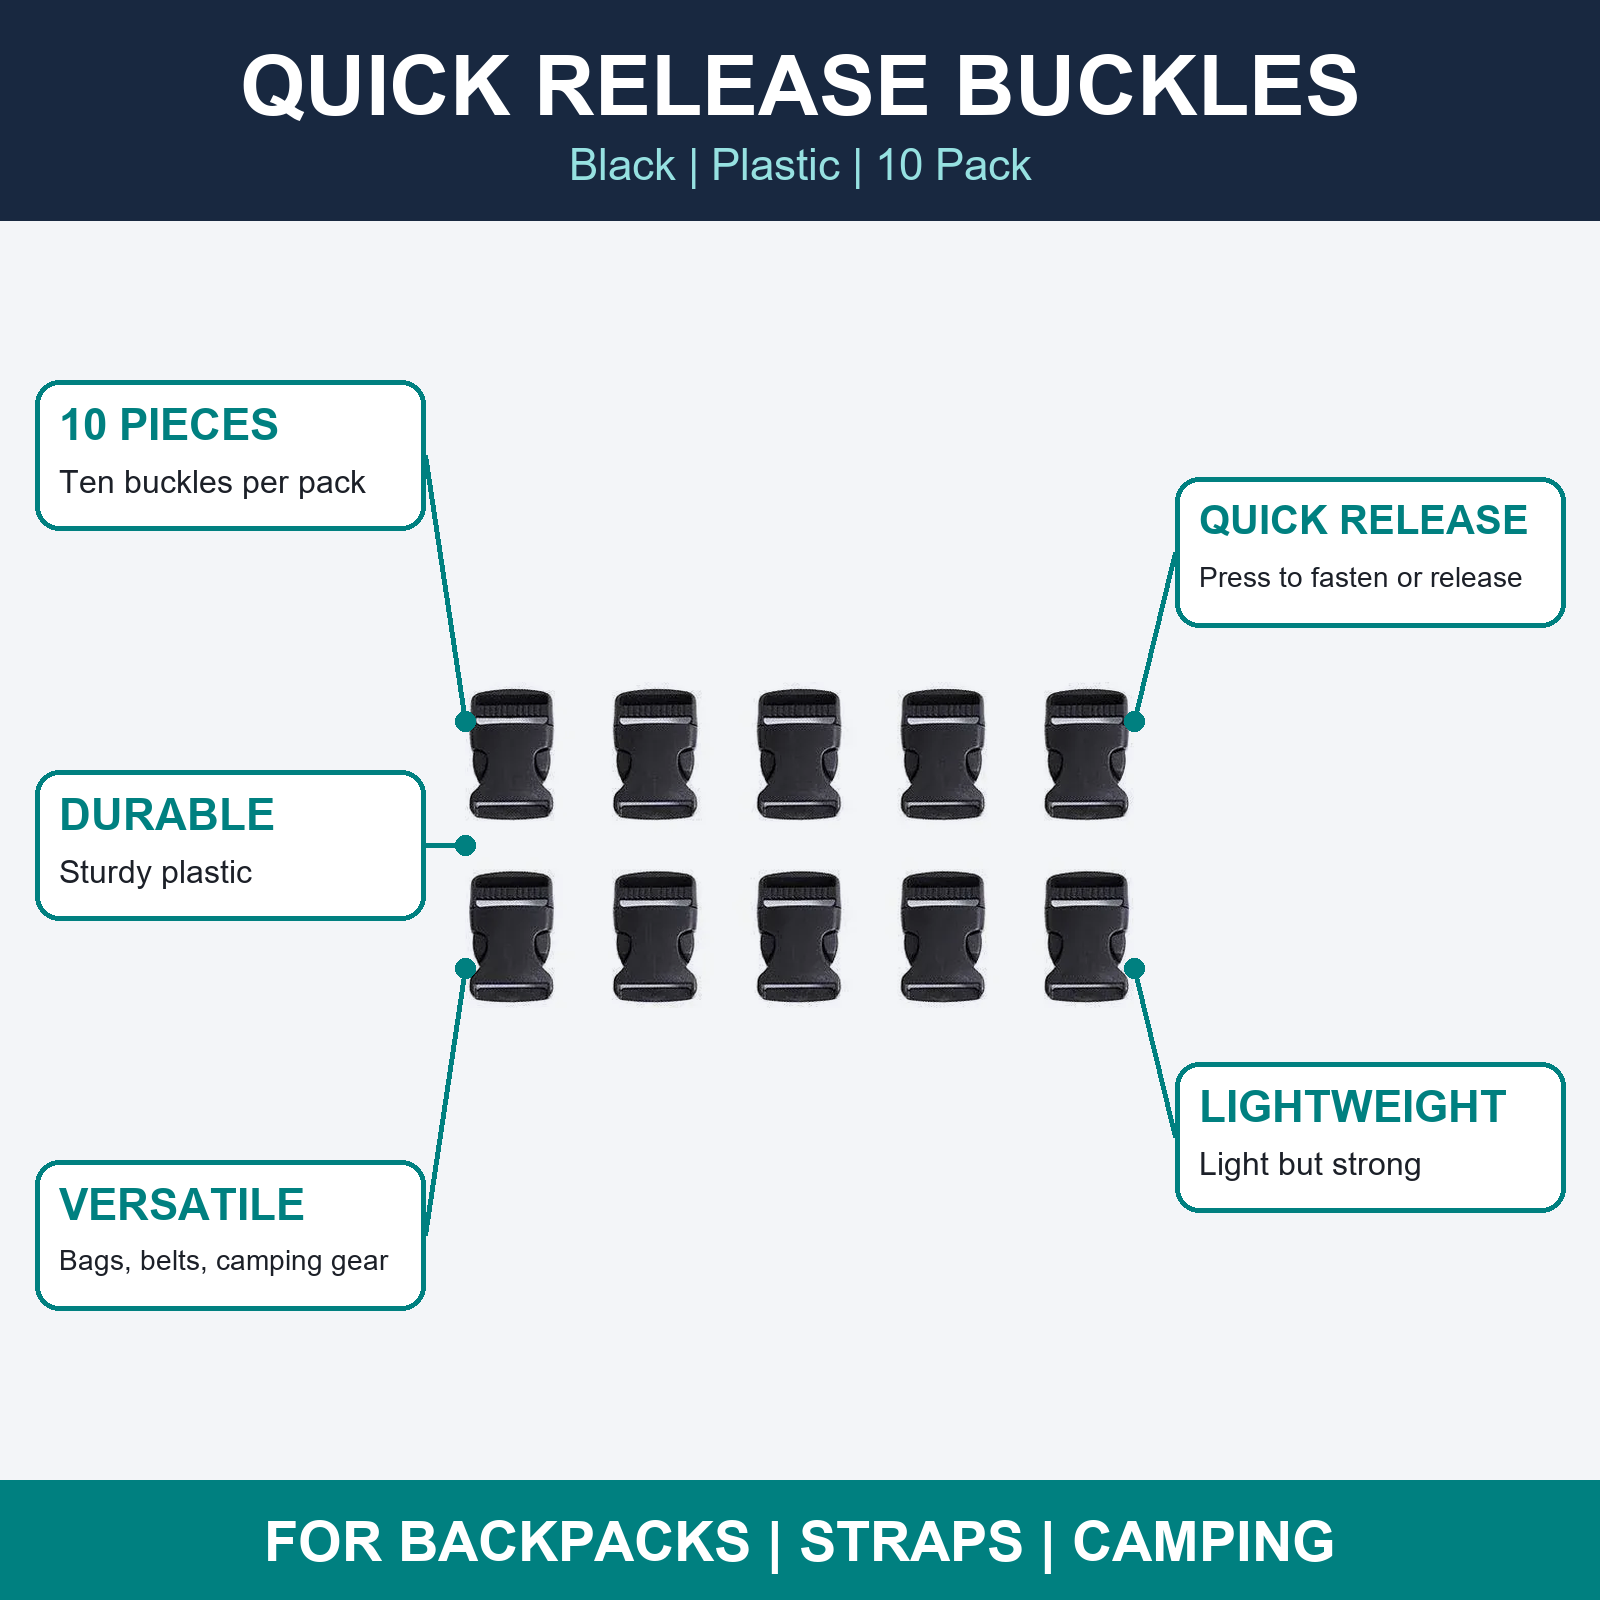 QUICK RELEASE BUCKLES
Black | Plastic | 10 Pack
10 PIECES
Ten buckles per pack
QUICK RELEASE
Press to fasten or release
DURABLE
Sturdy plastic
LIGHTWEIGHT
Light but strong
VERSATILE
Bags, belts, camping gear
FOR BACKPACKS | STRAPS | CAMPING